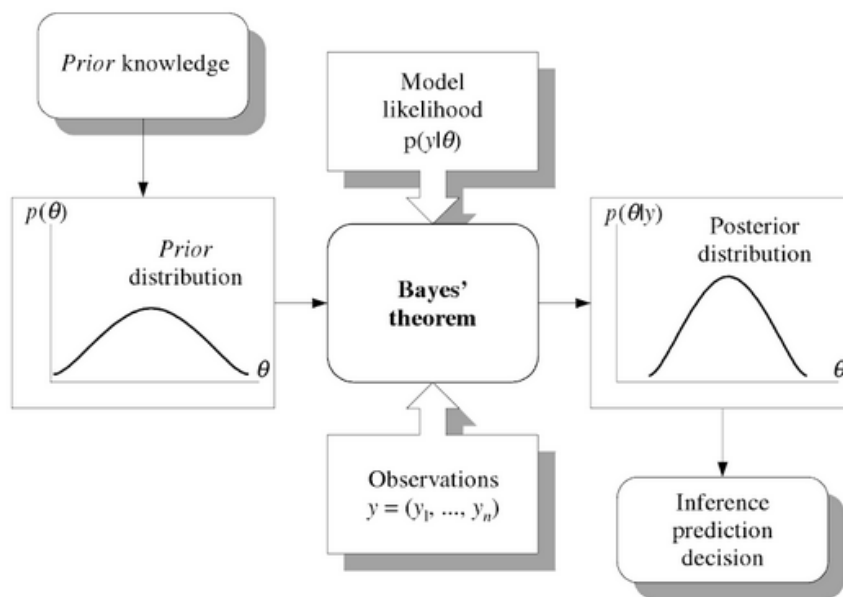 Prior knowledge
Model
likelihood
p(y|θ)
p(θ)
Prior
distribution
θ
Bayes’
theorem
p(θ|y)
Posterior
distribution
θ
Observations
y = (y₁, ..., yₙ)
Inference
prediction
decision